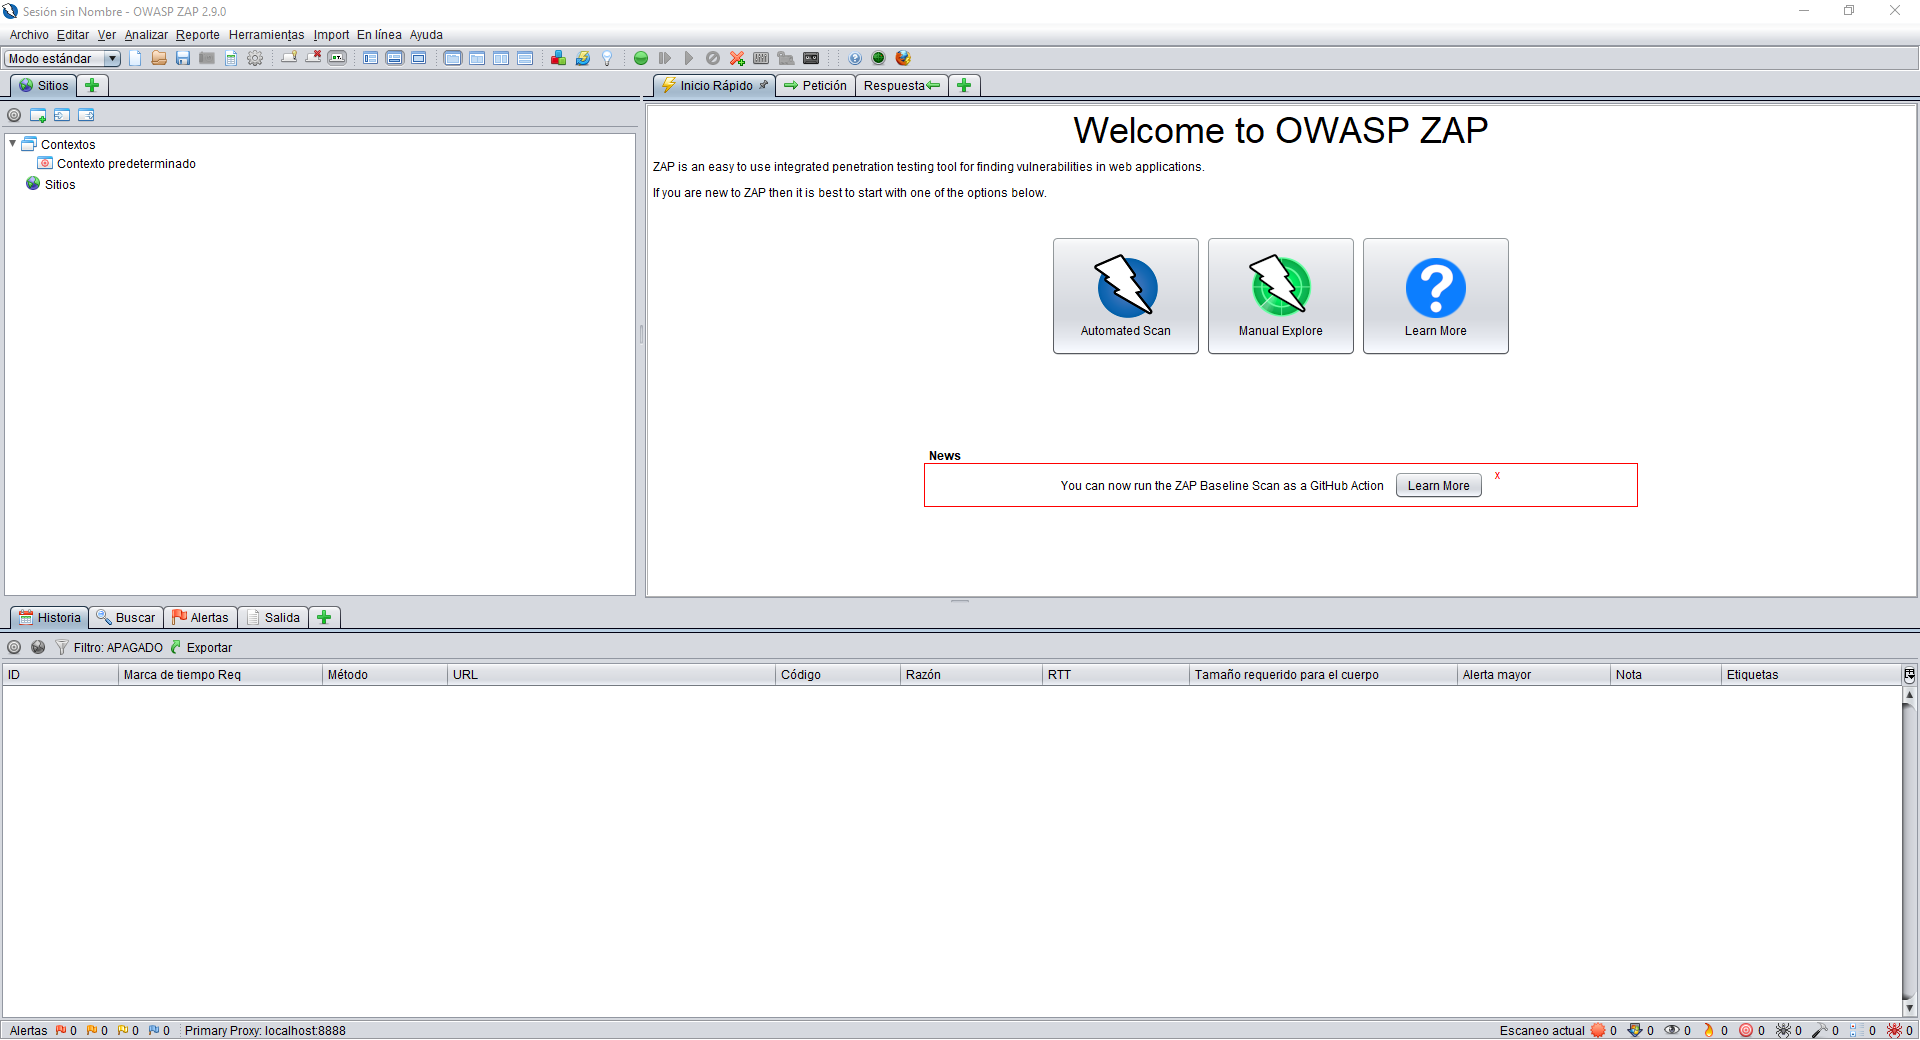 Sesión sin Nombre - OWASP ZAP 2.9.0
Archivo Editar Ver Analizar Reporte Herramientas Import En línea Ayuda
Modo estándar
Sitios
Inicio Rápido Petición Respuesta
Contextos
Contexto predeterminado
Sitios
Welcome to OWASP ZAP
ZAP is an easy to use integrated penetration testing tool for finding vulnerabilities in web applications.
If you are new to ZAP then it is best to start with one of the options below.
Automated Scan Manual Explore Learn More
News
You can now run the ZAP Baseline Scan as a GitHub Action Learn More x
Historia Buscar Alertas Salida
Filtro: APAGADO Exportar
ID Marca de tiempo Req Método URL Código Razón RTT Tamaño requerido para el cuerpo Alerta mayor Nota Etiquetas
Alertas 0 0 0 0 Primary Proxy: localhost:8888 Escaneo actual 0 0 0 0 0 0 0 0 0